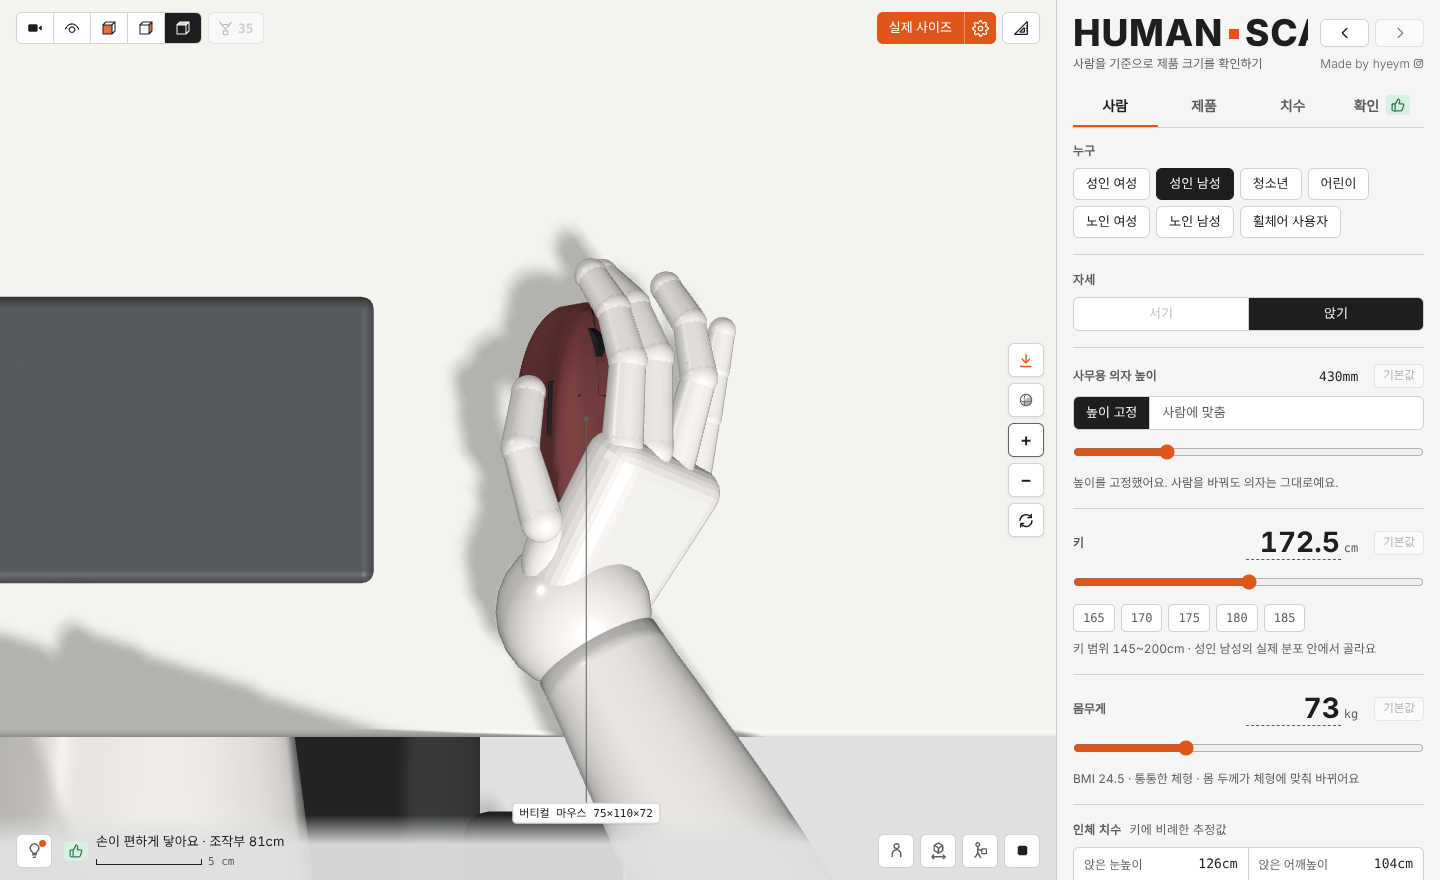 35
실제 사이즈
HUMAN SCA
사람을 기준으로 제품 크기를 확인하기
Made by hyeym
사람 제품 치수 확인
누구
성인 여성 성인 남성 청소년 어린이
노인 여성 노인 남성 휠체어 사용자
자세
서기 앉기
사무용 의자 높이 430mm 기본값
높이 고정 사람에 맞춤
높이를 고정했어요. 사람을 바꿔도 의자는 그대로예요.
키 172.5 cm 기본값
165 170 175 180 185
키 범위 145~200cm · 성인 남성의 실제 분포 안에서 골라요
몸무게 73 kg 기본값
BMI 24.5 · 통통한 체형 · 몸 두께가 체형에 맞춰 바뀌어요
인체 치수 키에 비례한 추정값
앉은 눈높이 126cm 앉은 어깨높이 104cm
버티컬 마우스 75×110×72
손이 편하게 닿아요 · 조작부 81cm
5 cm